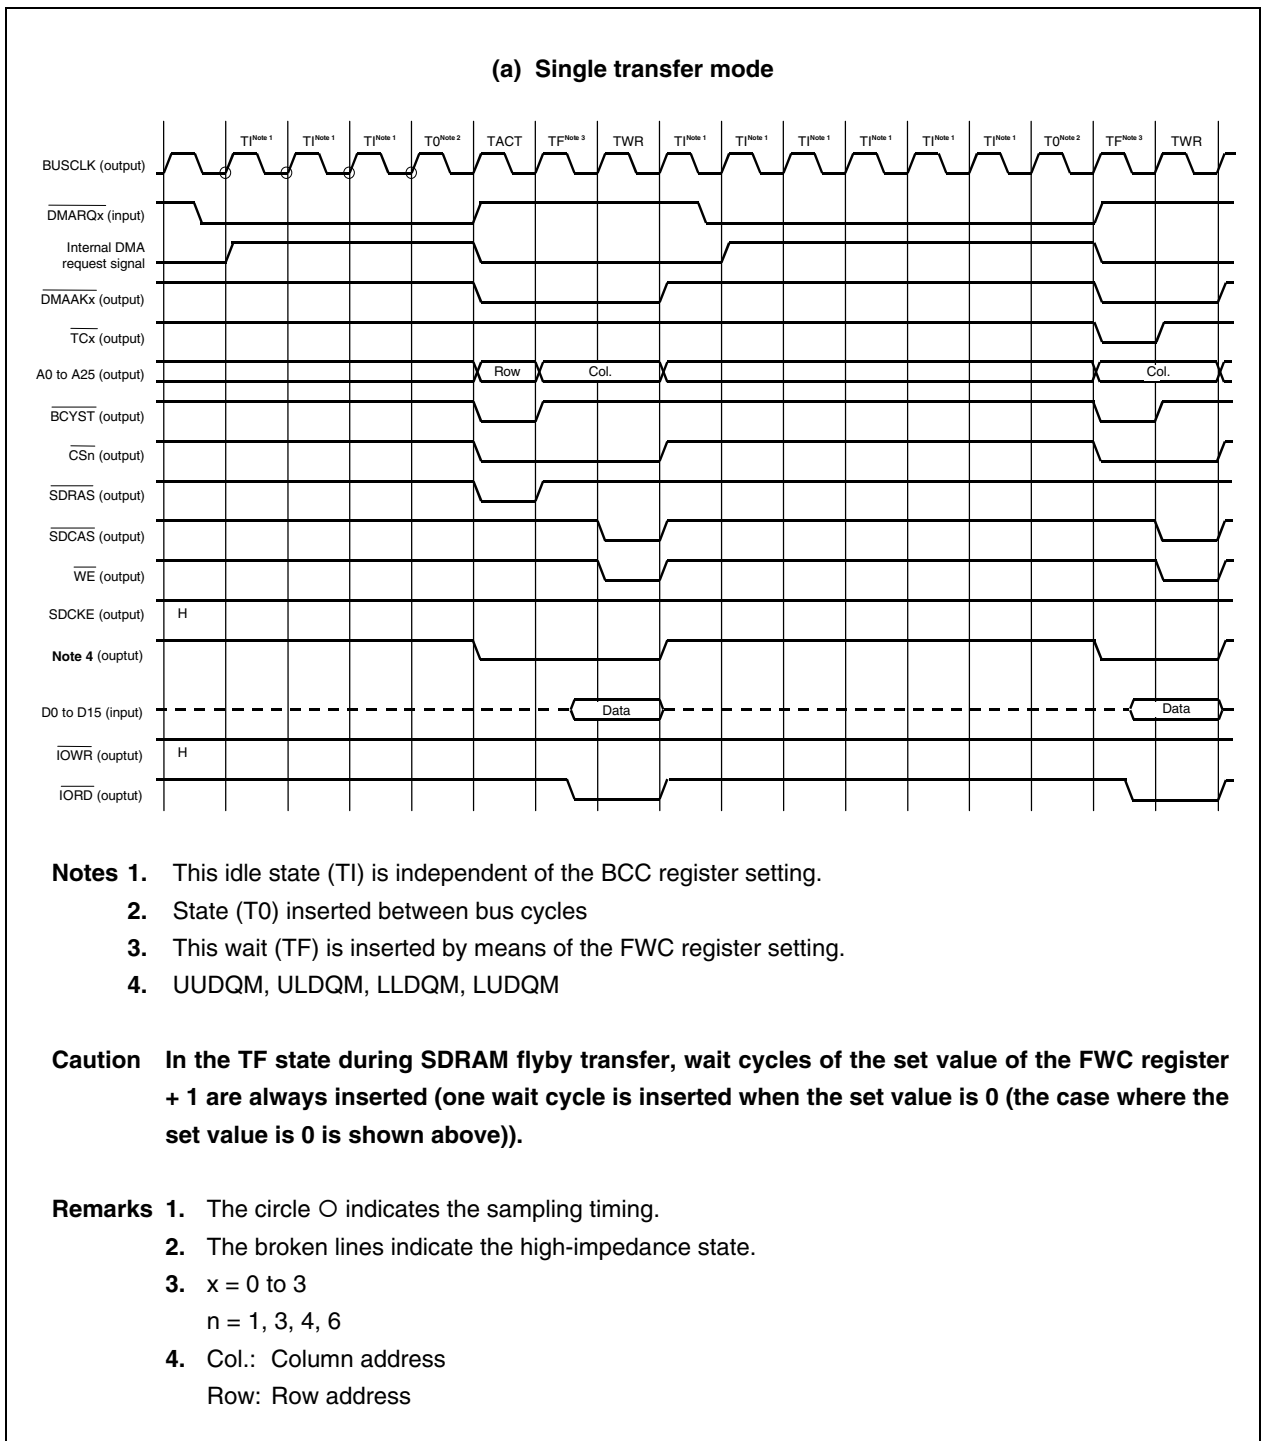 (a) Single transfer mode
TI Note 1 TI Note 1 TI Note 1 T0 Note 2 TACT TF Note 3 TWR TI Note 1 TI Note 1 TI Note 1 TI Note 1 TI Note 1 TI Note 1 T0 Note 2 TF Note 3 TWR
BUSCLK (output)
DMARQx (input)
Internal DMA
request signal
DMAAKx (output)
TCx (output)
A0 to A25 (output) Row Col. Col.
BCYST (output)
CSn (output)
SDRAS (output)
SDCAS (output)
WE (output)
SDCKE (output) H
Note 4 (ouptut)
D0 to D15 (input) Data Data
IOWR (ouptut) H
IORD (ouptut)
Notes 1. This idle state (TI) is independent of the BCC register setting.
2. State (T0) inserted between bus cycles
3. This wait (TF) is inserted by means of the FWC register setting.
4. UUDQM, ULDQM, LLDQM, LUDQM
Caution In the TF state during SDRAM flyby transfer, wait cycles of the set value of the FWC register
+ 1 are always inserted (one wait cycle is inserted when the set value is 0 (the case where the
set value is 0 is shown above)).
Remarks 1. The circle ○ indicates the sampling timing.
2. The broken lines indicate the high-impedance state.
3. x = 0 to 3
n = 1, 3, 4, 6
4. Col.: Column address
Row: Row address